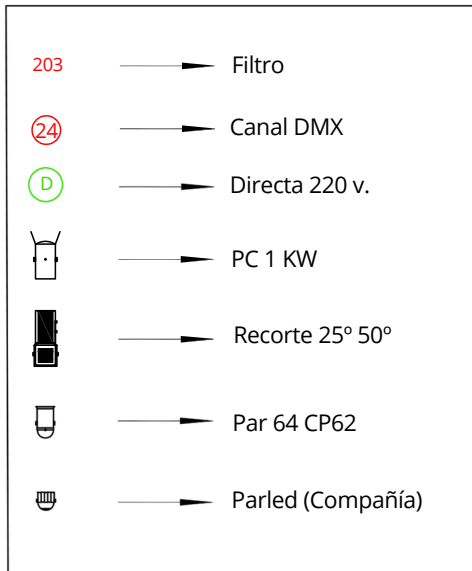 203 Filtro
24 Canal DMX
D Directa 220 v.
PC 1 KW
Recorte 25º 50º
Par 64 CP62
Parled (Compañía)